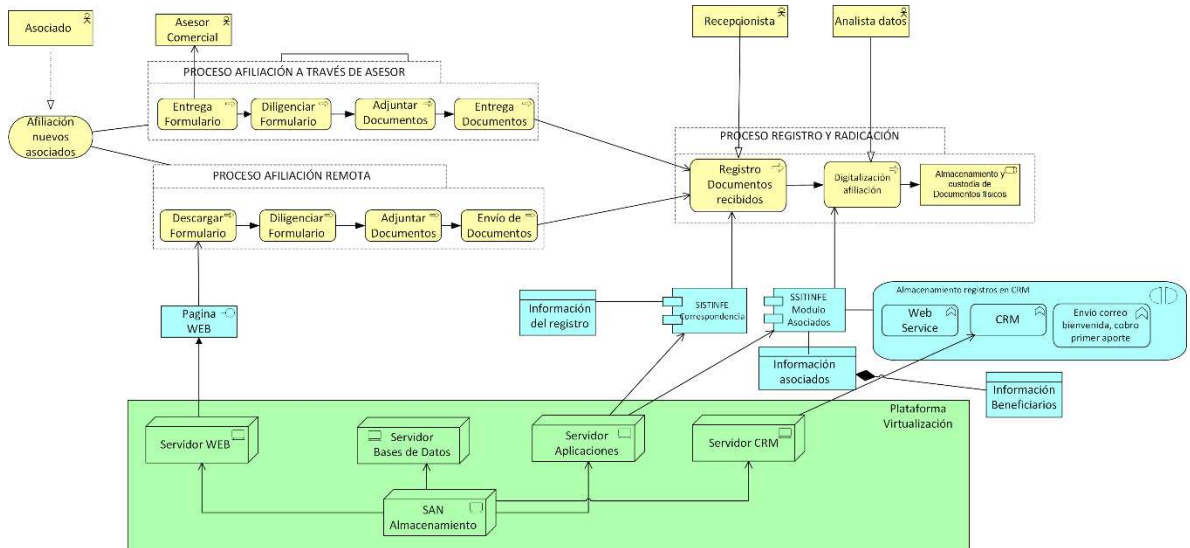 Asociado
Asesor
Comercial
Recepcionista
Analista datos
PROCESO AFILIACIÓN A TRAVÉS DE ASESOR
Entrega
Formulario
Diligenciar
Formulario
Adjuntar
Documentos
Entrega
Documentos
Afiliación
nuevos
asociados
PROCESO REGISTRO Y RADICACIÓN
Registro
Documentos
recibidos
Digitalización
afiliación
Almacenamiento y
custodia de
Documentos físicos
PROCESO AFILIACIÓN REMOTA
Descargar
Formulario
Diligenciar
Formulario
Adjuntar
Documentos
Envío de
Documentos
Pagina
WEB
Información
del registro
SISTINFE
Correspondencia
SSITINFE
Modulo
Asociados
Almacenamiento registros en CRM
Web
Service
CRM
Envio correo
bienvenida, cobro
primer aporte
Información
asociados
Información
Beneficiarios
Plataforma
Virtualización
Servidor WEB
Servidor
Bases de Datos
Servidor
Aplicaciones
Servidor CRM
SAN
Almacenamiento